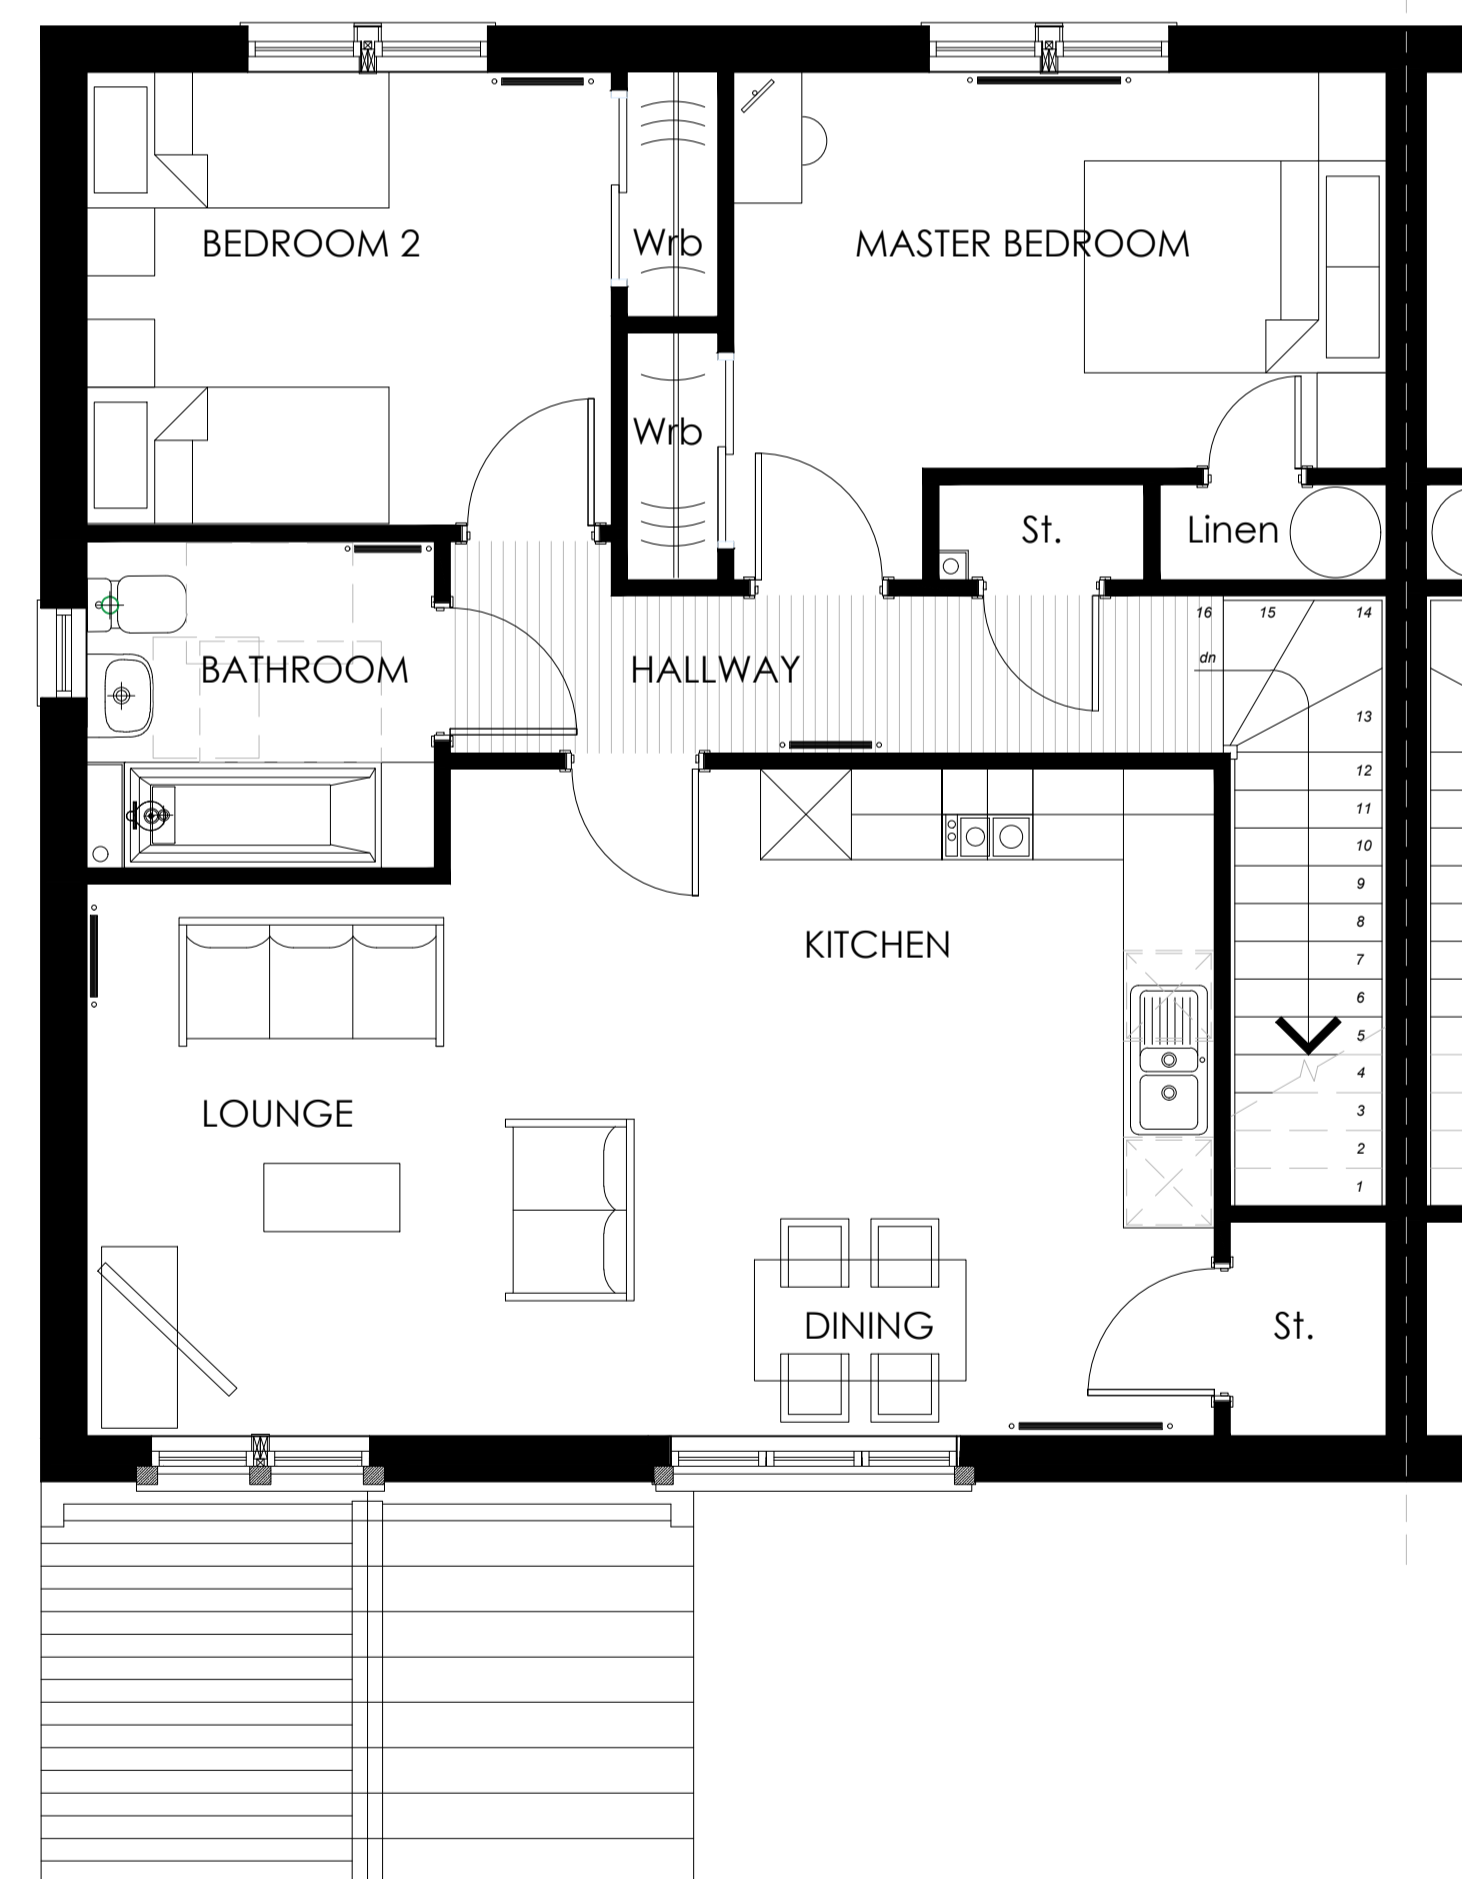 BEDROOM 2
Wrb
MASTER BEDROOM
Wrb
St.
Linen
16
15
14
dn
BATHROOM
HALLWAY
13
12
11
10
9
8
7
6
5
4
3
2
1
KITCHEN
LOUNGE
DINING
St.